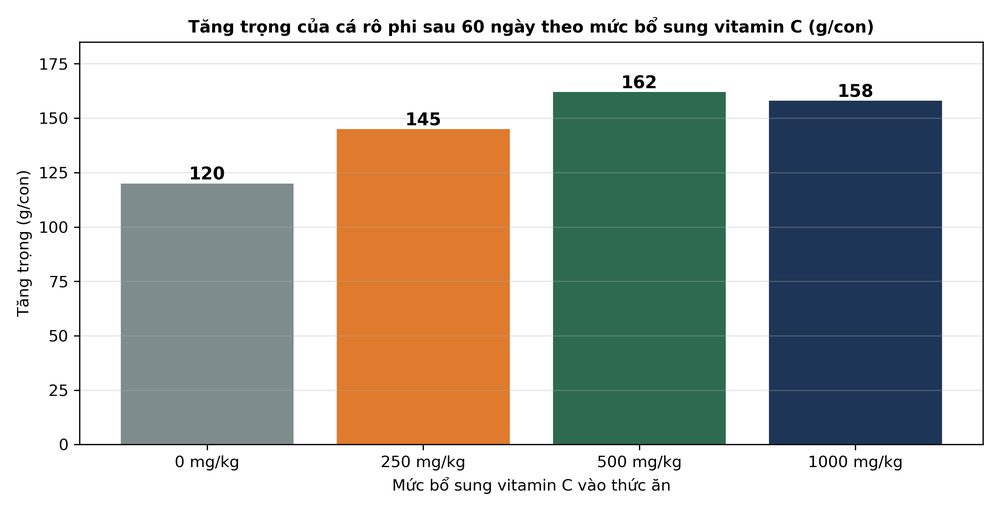 Tăng trọng của cá rô phi sau 60 ngày theo mức bổ sung vitamin C (g/con)
Tăng trọng (g/con)
175
150
125
100
75
50
25
0
120
145
162
158
0 mg/kg
250 mg/kg
500 mg/kg
1000 mg/kg
Mức bổ sung vitamin C vào thức ăn